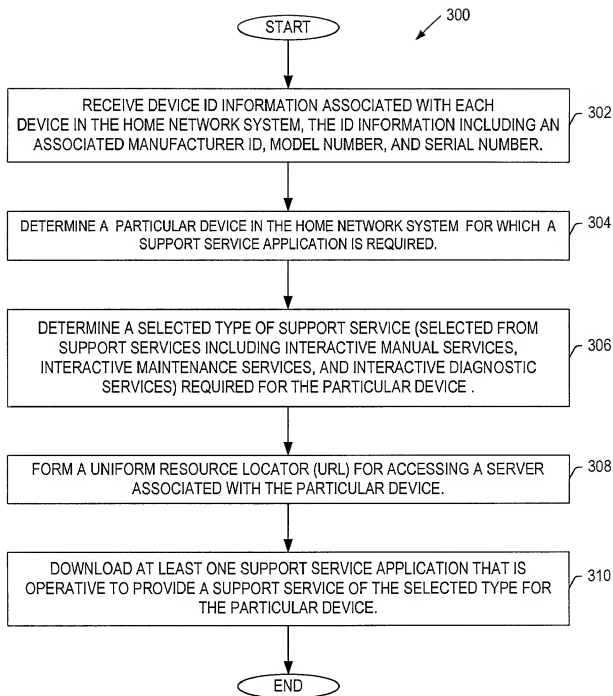 START
300
RECEIVE DEVICE ID INFORMATION ASSOCIATED WITH EACH
DEVICE IN THE HOME NETWORK SYSTEM, THE ID INFORMATION INCLUDING AN
ASSOCIATED MANUFACTURER ID, MODEL NUMBER, AND SERIAL NUMBER.
302
DETERMINE A PARTICULAR DEVICE IN THE HOME NETWORK SYSTEM FOR WHICH A
SUPPORT SERVICE APPLICATION IS REQUIRED.
304
DETERMINE A SELECTED TYPE OF SUPPORT SERVICE (SELECTED FROM
SUPPORT SERVICES INCLUDING INTERACTIVE MANUAL SERVICES,
INTERACTIVE MAINTENANCE SERVICES, AND INTERACTIVE DIAGNOSTIC
SERVICES) REQUIRED FOR THE PARTICULAR DEVICE .
306
FORM A UNIFORM RESOURCE LOCATOR (URL) FOR ACCESSING A SERVER
ASSOCIATED WITH THE PARTICULAR DEVICE.
308
DOWNLOAD AT LEAST ONE SUPPORT SERVICE APPLICATION THAT IS
OPERATIVE TO PROVIDE A SUPPORT SERVICE OF THE SELECTED TYPE FOR
THE PARTICULAR DEVICE.
310
END